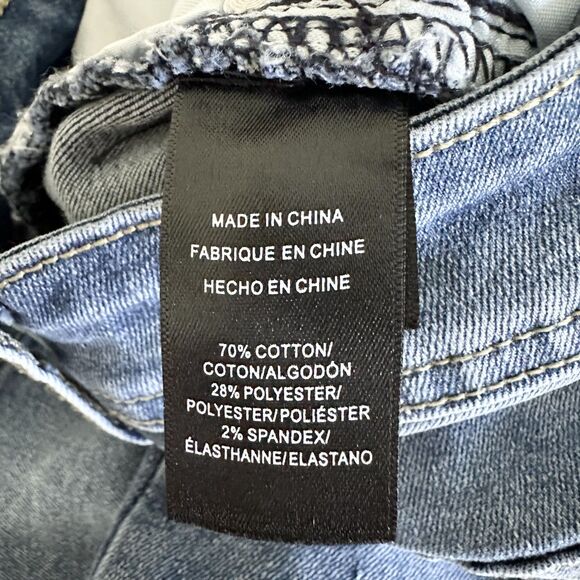 MADE IN CHINA
FABRIQUE EN CHINE
HECHO EN CHINE
70% COTTON/
COTON/ALGODÓN
28% POLYESTER/
POLYESTER/POLIÉSTER
2% SPANDEX/
ÉLASTHANNE/ELASTANO